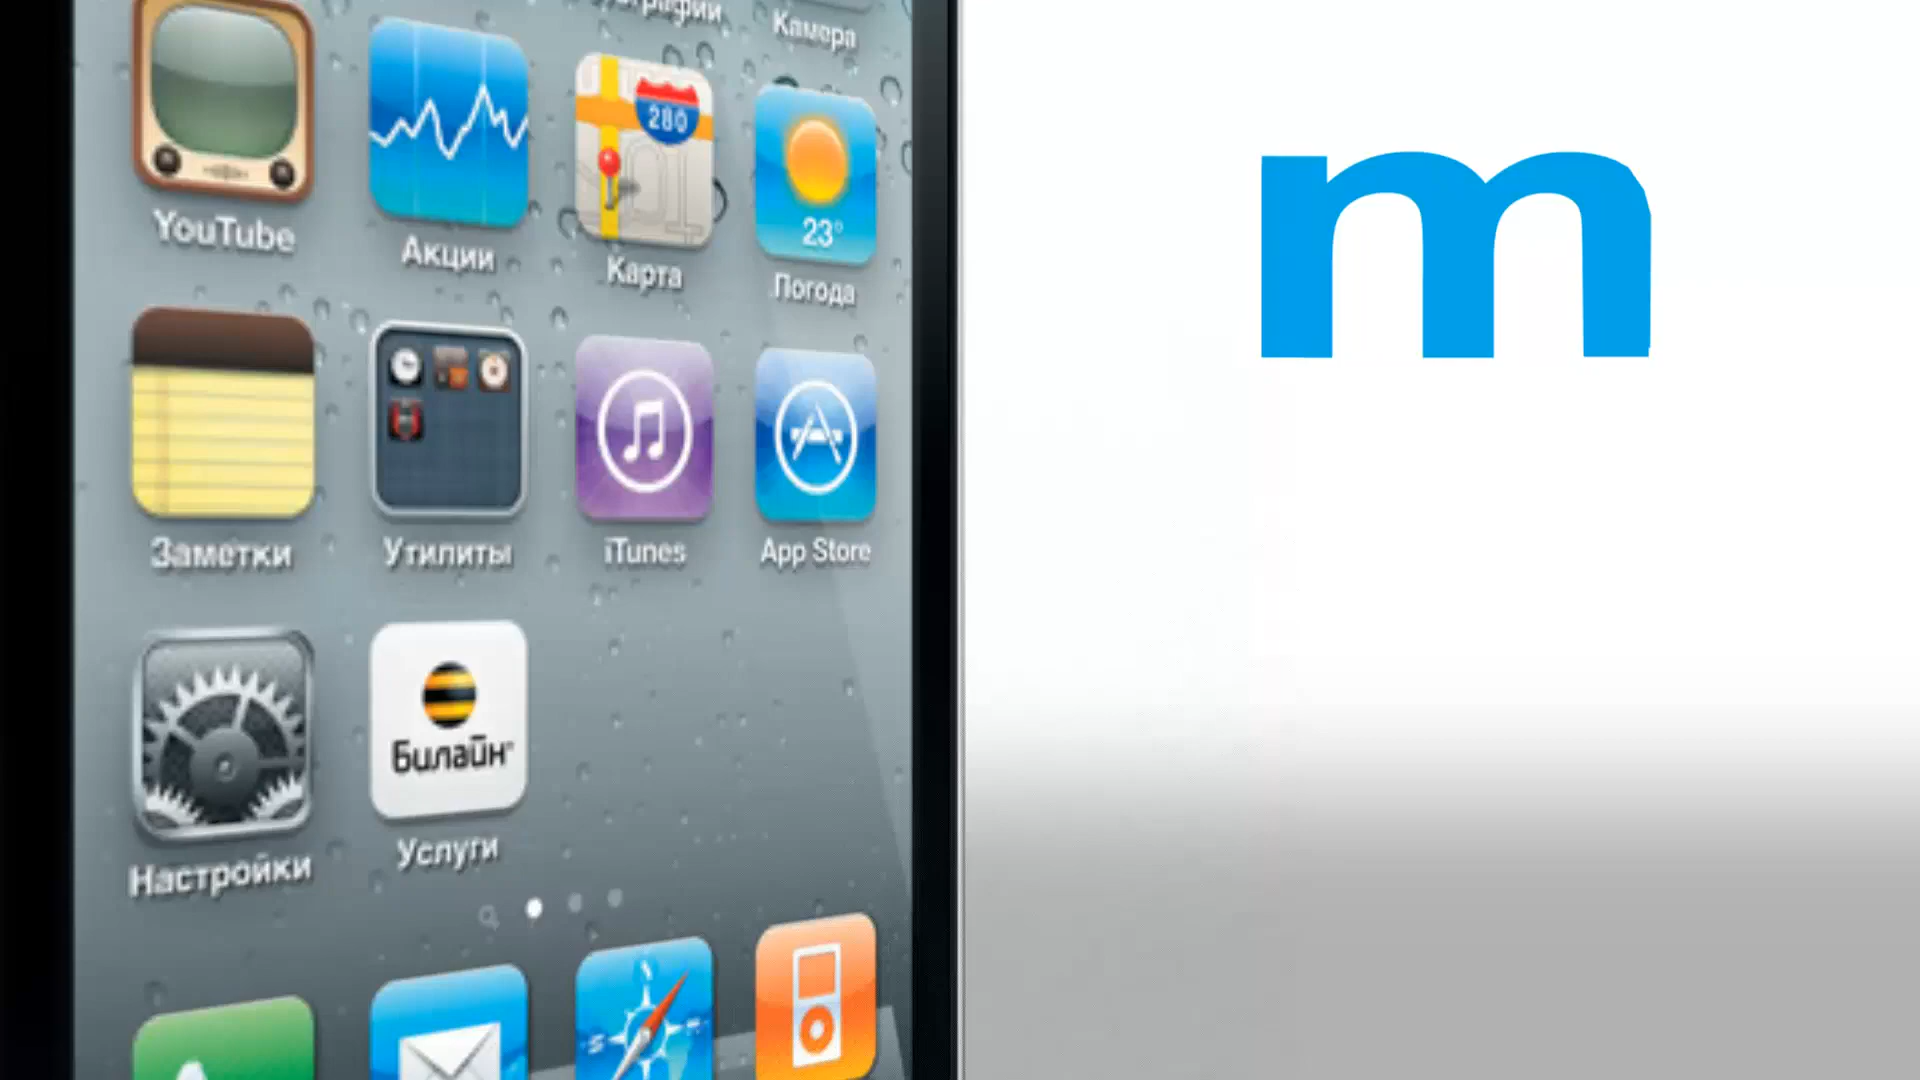 Камера
280
23°
YouTube
Акции
Карта
Погода
Заметки
Утилиты
iTunes
App Store
Билайн
Настройки
Услуги
m